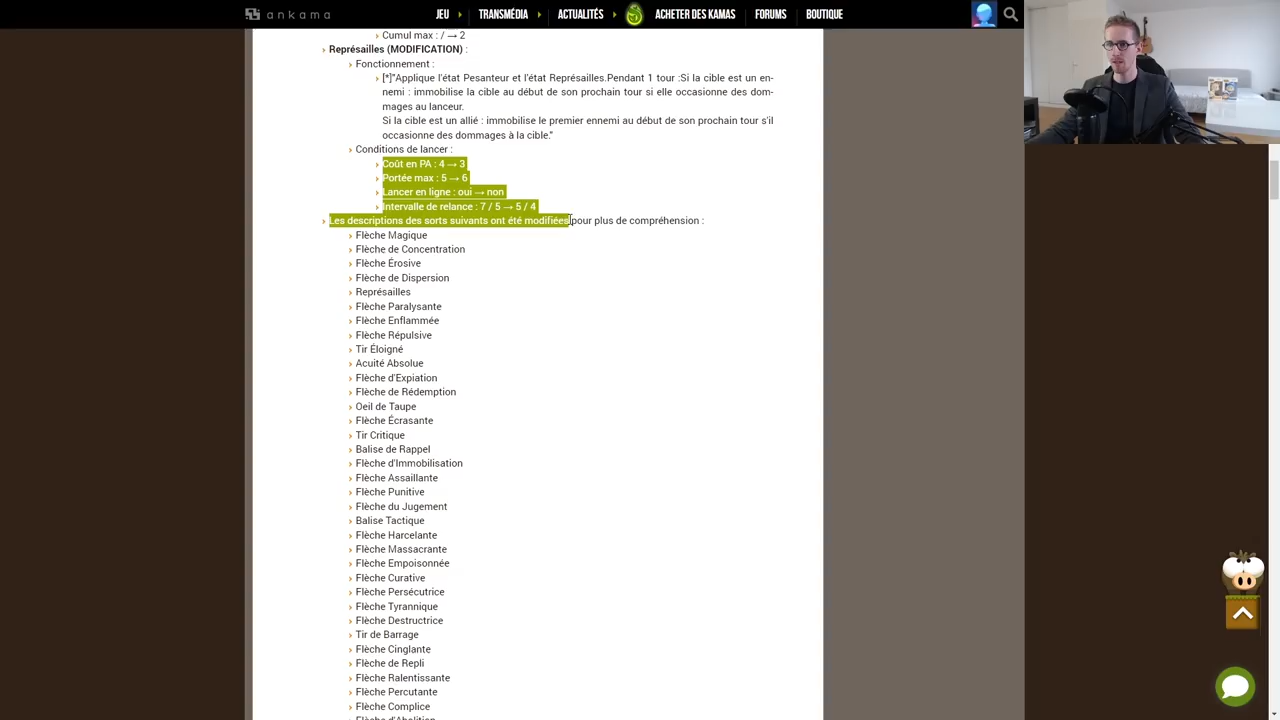 ankama
JEU
TRANSMÉDIA
ACTUALITÉS
ACHETER DES KAMAS
FORUMS
BOUTIQUE
Cumul max : / → 2
Représailles (MODIFICATION) :
Fonctionnement :
[*]"Applique l'état Pesanteur et l'état Représailles.Pendant 1 tour :Si la cible est un en-
nemi : immobilise la cible au début de son prochain tour si elle occasionne des dom-
mages au lanceur.
Si la cible est un allié : immobilise le premier ennemi au début de son prochain tour s'il
occasionne des dommages à la cible."
Conditions de lancer :
Coût en PA : 4 → 3
Portée max : 5 → 6
Lancer en ligne : oui → non
Intervalle de relance : 7 / 5 → 5 / 4
Les descriptions des sorts suivants ont été modifiées pour plus de compréhension :
Flèche Magique
Flèche de Concentration
Flèche Érosive
Flèche de Dispersion
Représailles
Flèche Paralysante
Flèche Enflammée
Flèche Répulsive
Tir Éloigné
Acuité Absolue
Flèche d'Expiation
Flèche de Rédemption
Oeil de Taupe
Flèche Écrasante
Tir Critique
Balise de Rappel
Flèche d'Immobilisation
Flèche Assaillante
Flèche Punitive
Flèche du Jugement
Balise Tactique
Flèche Harcelante
Flèche Massacrante
Flèche Empoisonnée
Flèche Curative
Flèche Persécutrice
Flèche Tyrannique
Flèche Destructrice
Tir de Barrage
Flèche Cinglante
Flèche de Repli
Flèche Ralentissante
Flèche Percutante
Flèche Complice
Flèche d'Abolition